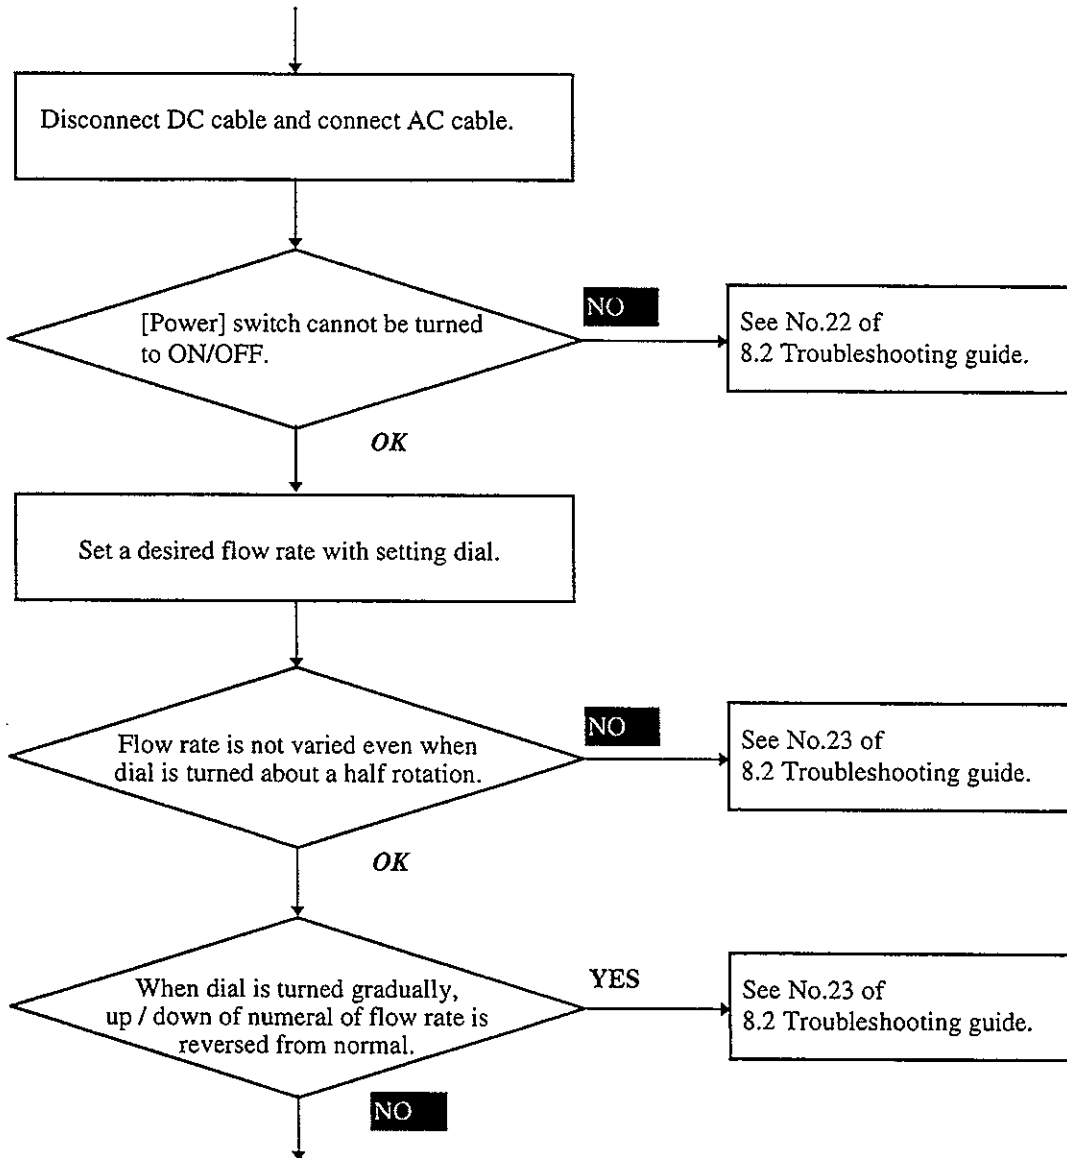 Disconnect DC cable and connect AC cable.
[Power] switch cannot be turned
to ON/OFF.
NO
See No.22 of
8.2 Troubleshooting guide.
OK
Set a desired flow rate with setting dial.
Flow rate is not varied even when
dial is turned about a half rotation.
NO
See No.23 of
8.2 Troubleshooting guide.
OK
When dial is turned gradually,
up / down of numeral of flow rate is
reversed from normal.
YES
See No.23 of
8.2 Troubleshooting guide.
NO